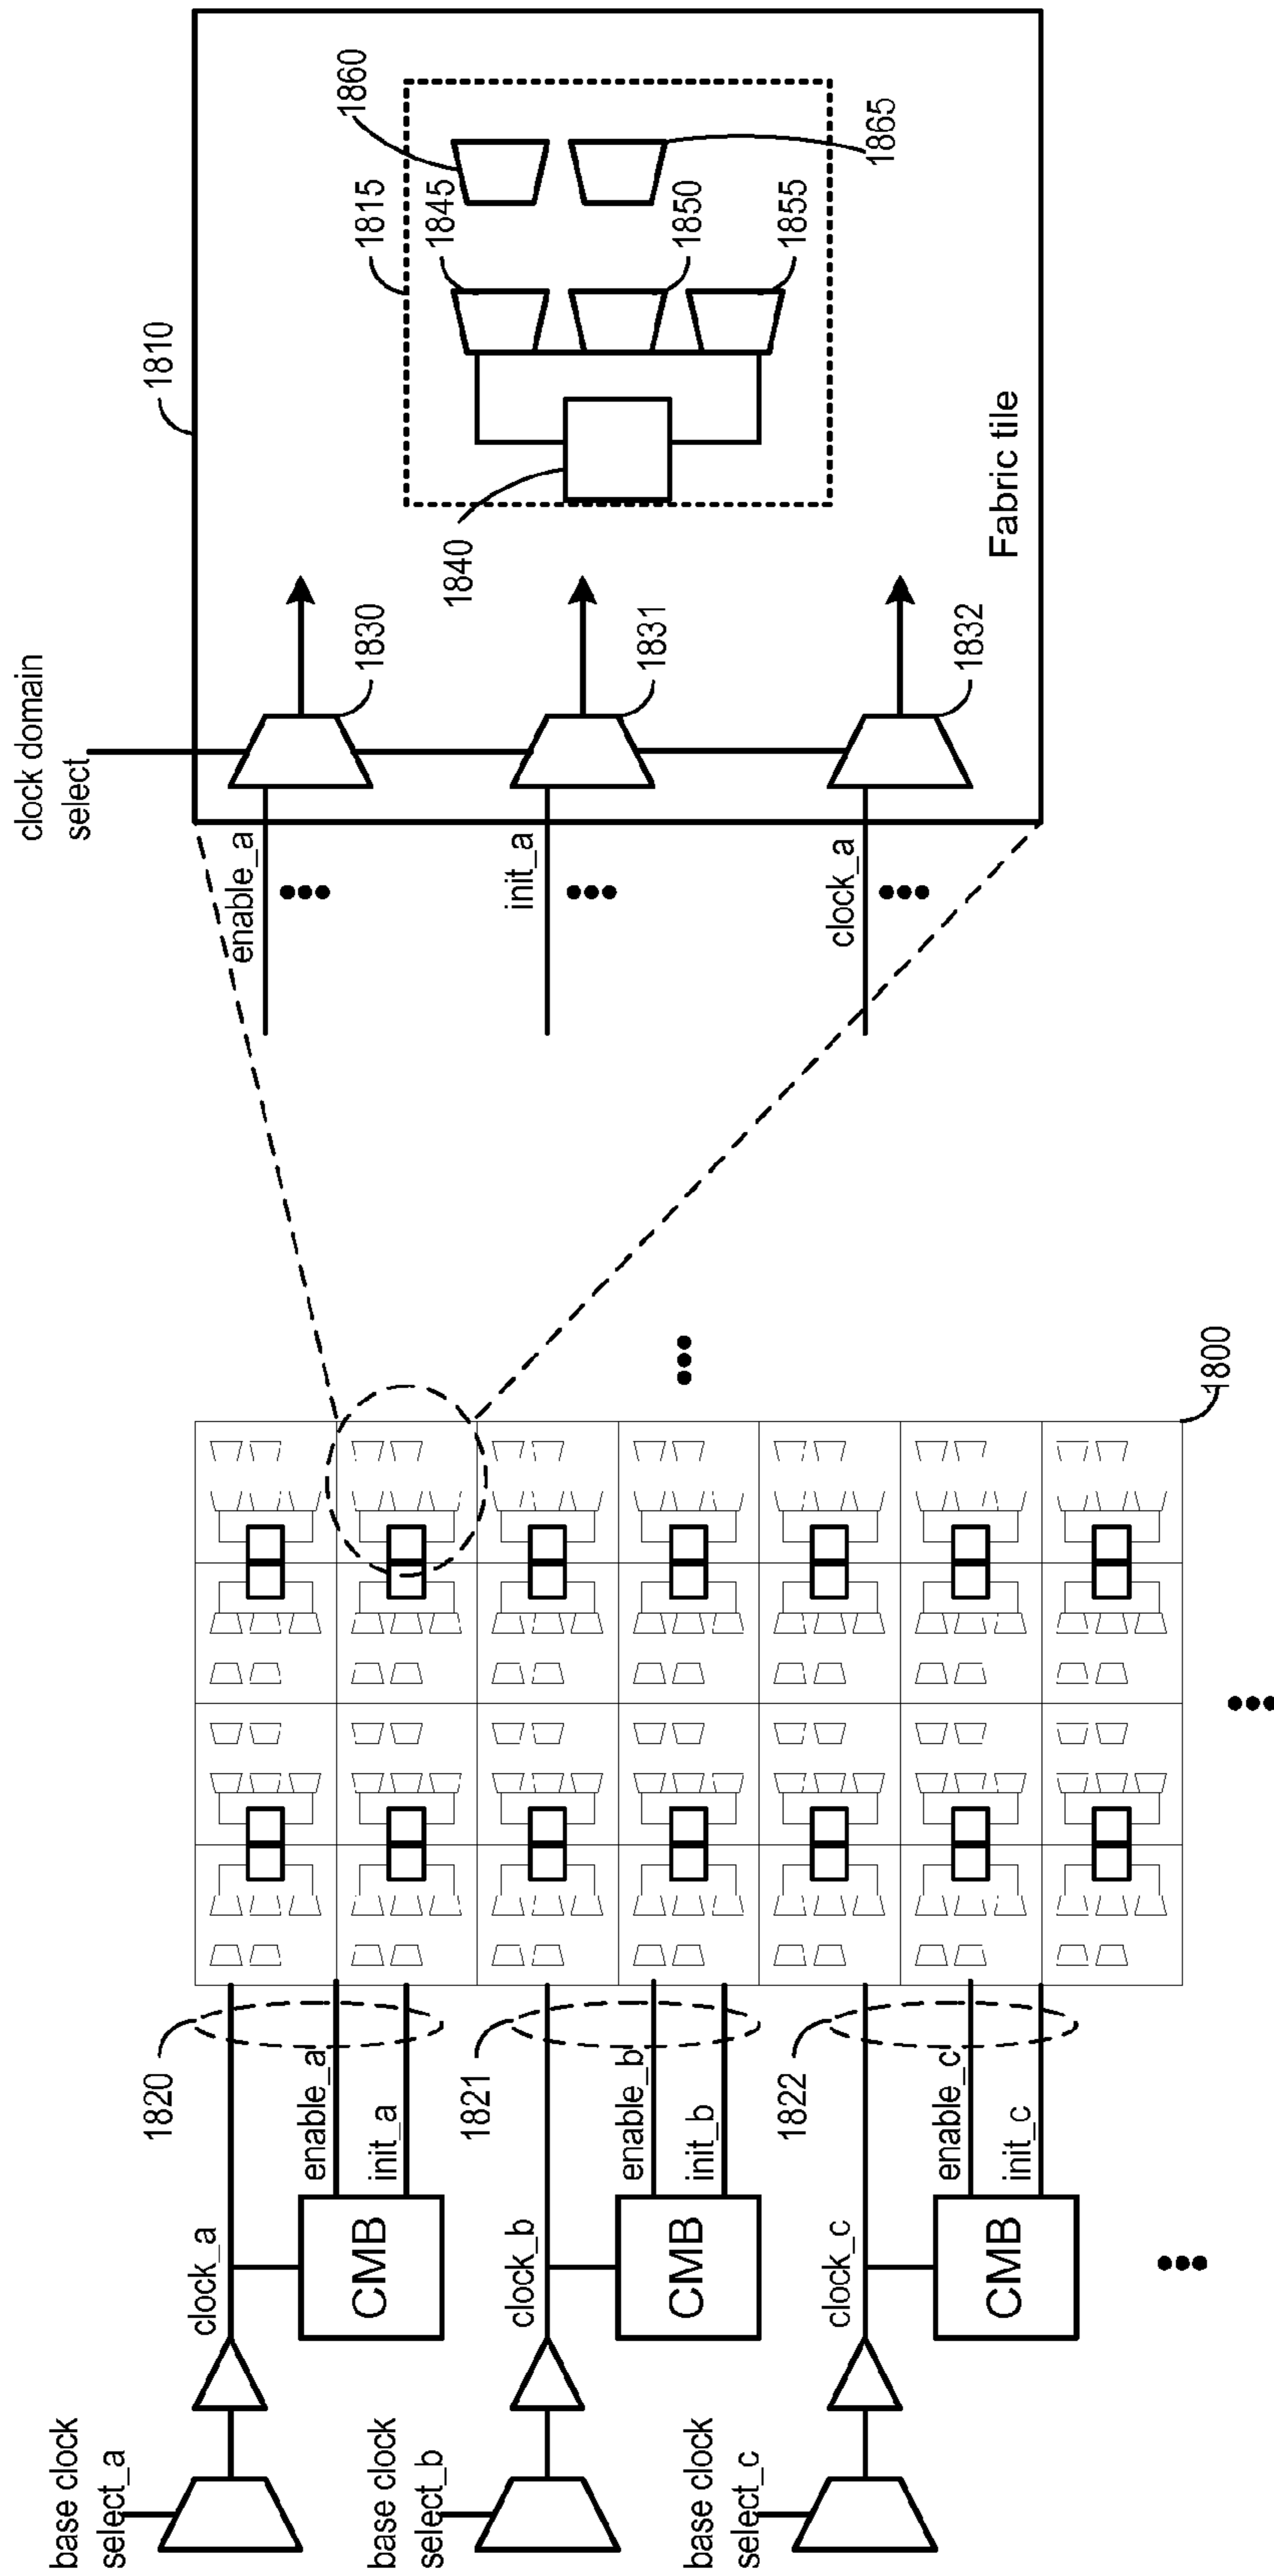 base clock
select_a
clock_a
CMB
enable_a
init_a
1820
base clock
select_b
clock_b
CMB
enable_b
init_b
1821
base clock
select_c
clock_c
CMB
enable_c
init_c
1822
1800
enable_a
init_a
clock_a
clock domain
select
1830
1831
1832
1810
1815
1840
1845
1850
1855
1860
1865
Fabric tile